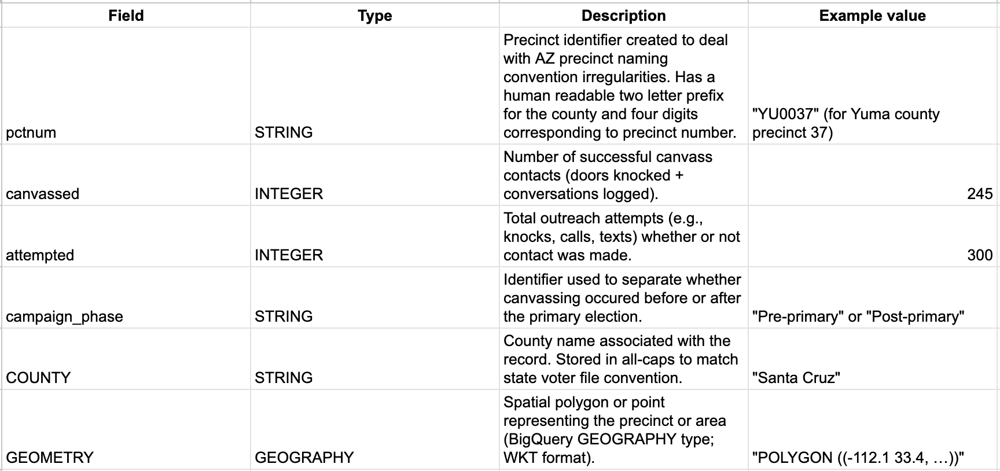 Field Type Description Example value
Precinct identifier created to deal
with AZ precinct naming
convention irregularities. Has a
human readable two letter prefix
for the county and four digits
corresponding to precinct number.
pctnum STRING "YU0037" (for Yuma county
precinct 37)
Number of successful canvass
contacts (doors knocked +
conversations logged).
canvassed INTEGER 245
Total outreach attempts (e.g.,
knocks, calls, texts) whether or not
contact was made.
attempted INTEGER 300
Identifier used to separate whether
canvassing occured before or after
the primary election.
campaign_phase STRING "Pre-primary" or "Post-primary"
County name associated with the
record. Stored in all-caps to match
state voter file convention.
COUNTY STRING "Santa Cruz"
Spatial polygon or point
representing the precinct or area
(BigQuery GEOGRAPHY type;
WKT format).
GEOMETRY GEOGRAPHY "POLYGON ((-112.1 33.4, …))"